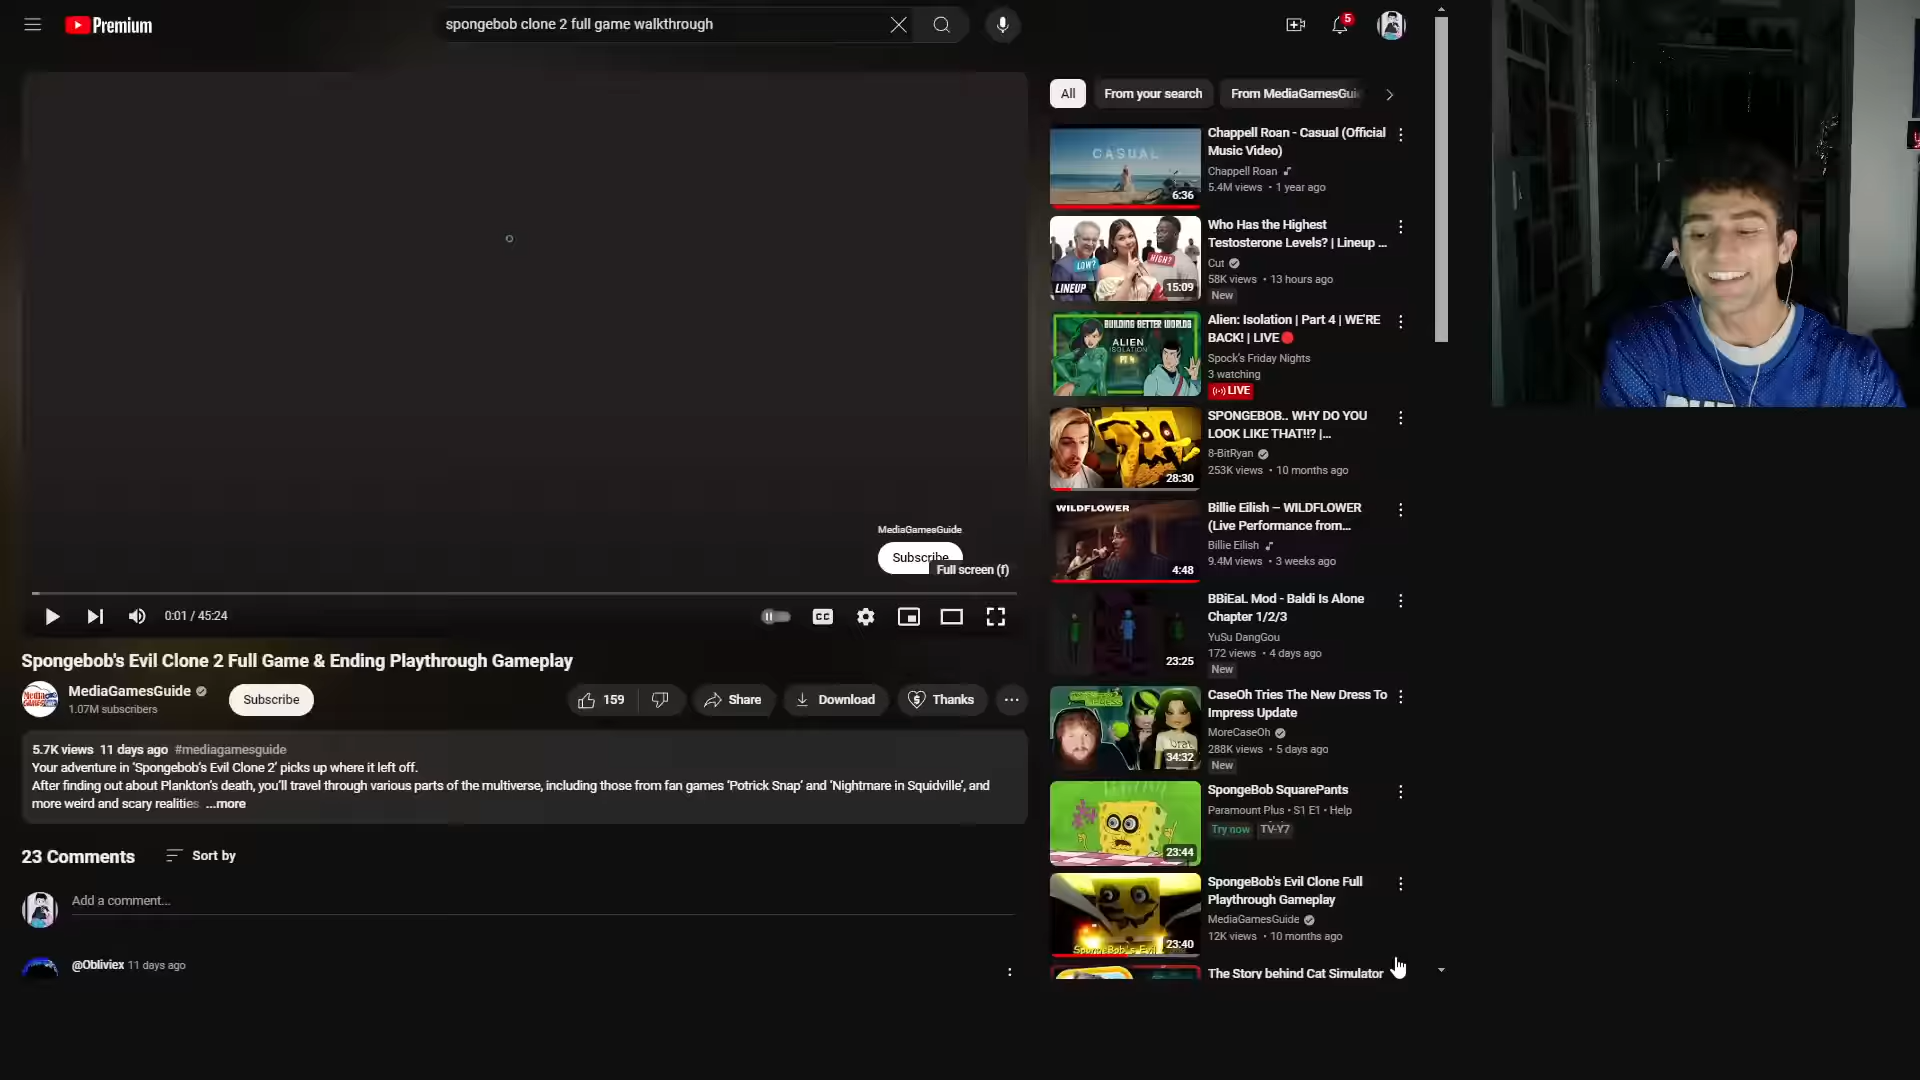 Premium
spongebob clone 2 full game walkthrough
5
MediaGamesGuide
Subscribe
Full screen (f)
0:01 / 45:24
CC
Spongebob's Evil Clone 2 Full Game & Ending Playthrough Gameplay
MediaGamesGuide
1.07M subscribers
Subscribe
159
Share
Download
Thanks
5.7K views 11 days ago #mediagamesguide
Your adventure in 'Spongebob's Evil Clone 2' picks up where it left off.
After finding out about Plankton's death, you'll travel through various parts of the multiverse, including those from fan games 'Potrick Snap' and 'Nightmare in Squidville', and
more weird and scary realities ...more
23 Comments
Sort by
Add a comment...
@Obliviex 11 days ago
All
From your search
From MediaGamesGui
CASUAL
6:36
Chappell Roan - Casual (Official
Music Video)
Chappell Roan
5.4M views • 1 year ago
LOW?
HIGH?
LINEUP
15:09
Who Has the Highest
Testosterone Levels? | Lineup ...
Cut
58K views • 13 hours ago
New
BUILDING BETTER WORLDS
ALIEN
ISOLATION
Alien: Isolation | Part 4 | WE'RE
BACK! | LIVE
Spock's Friday Nights
3 watching
LIVE
28:30
SPONGEBOB.. WHY DO YOU
LOOK LIKE THAT!!? |...
8-BitRyan
253K views • 10 months ago
WILDFLOWER
4:48
Billie Eilish – WILDFLOWER
(Live Performance from...
Billie Eilish
9.4M views • 3 weeks ago
23:25
BBiEaL Mod - Baldi Is Alone
Chapter 1/2/3
YuSu DangGou
172 views • 4 days ago
New
34:32
CaseOh Tries The New Dress To
Impress Update
MoreCaseOh
288K views • 5 days ago
New
23:44
SpongeBob SquarePants
Paramount Plus • S1 E1 • Help
Try now TV-Y7
SpongeBob's Evil
23:40
SpongeBob's Evil Clone Full
Playthrough Gameplay
MediaGamesGuide
12K views • 10 months ago
The Story behind Cat Simulator